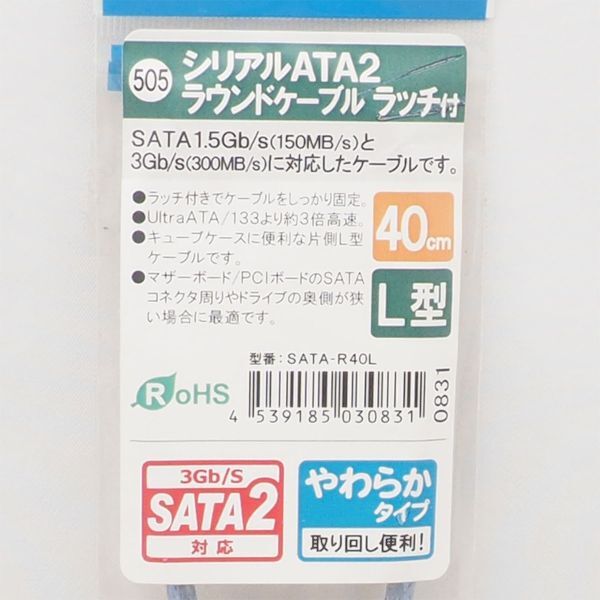 505
シリアルATA2
ラウンドケーブル ラッチ付
SATA1.5Gb/s(150MB/s)と
3Gb/s(300MB/s)に対応したケーブルです。
●ラッチ付きでケーブルをしっかり固定。
●UltraATA/133より約3倍高速。
●キューブケースに便利な片側L型
ケーブルです。
●マザーボード/PCIボードのSATA
コネクタ周りやドライブの奥側が狭
い場合に最適です。
40cm
L型
型番：SATA-R40L
RoHS
4 539185 030831
0831
3Gb/S
SATA2
対応
やわらか
タイプ
取り回し便利!